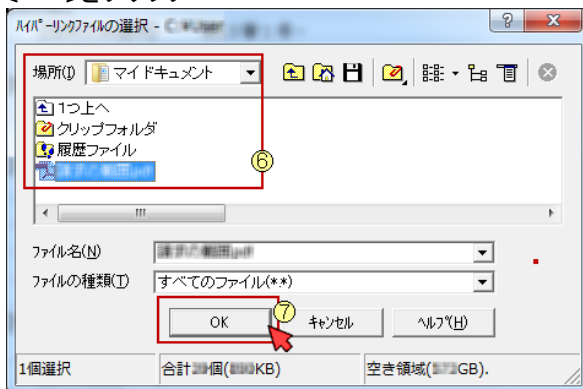 ﾊｲﾊﾟｰﾘﾝｸﾌｧｲﾙの選択 - C:
場所(I) マイ ドキュメント
1つ上へ
クリップフォルダ
履歴ファイル
⑥
ファイル名(N)
ファイルの種類(T) すべてのファイル(*.*)
OK ⑦ ｷｬﾝｾﾙ ﾍﾙﾌﾟ(H)
1個選択 合計 個( KB) 空き領域( GB).